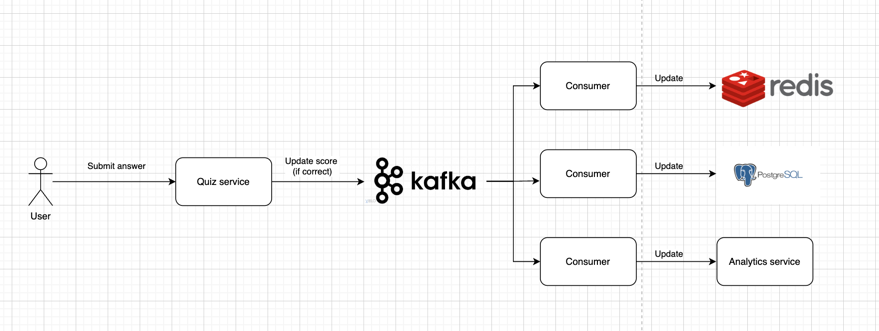 User
Submit answer
Quiz service
Update score
(if correct)
kafka
Consumer
Update
redis
Consumer
Update
PostgreSQL
Consumer
Update
Analytics service